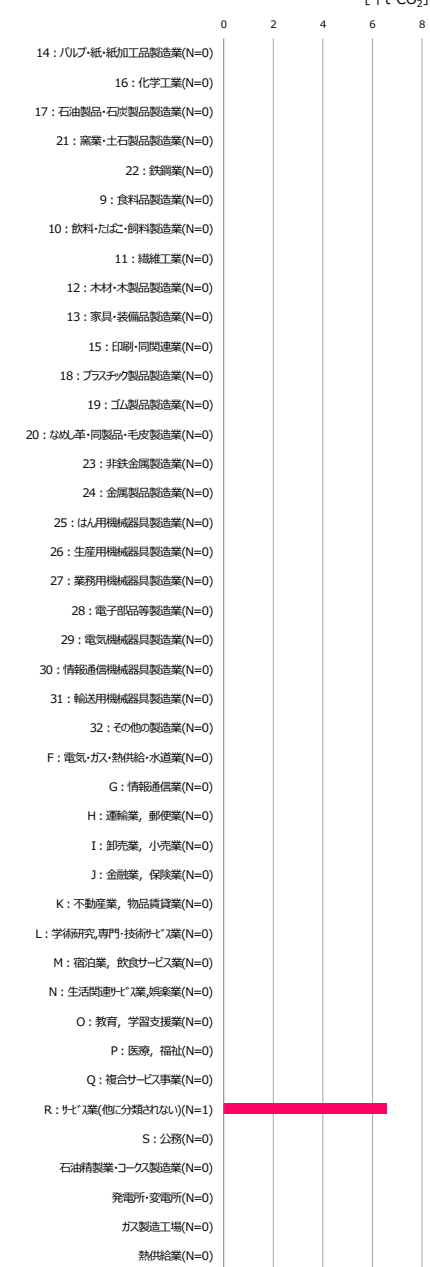 0 2 4 6 8
14：パルプ･紙･紙加工品製造業(N=0)
16：化学工業(N=0)
17：石油製品･石炭製品製造業(N=0)
21：窯業･土石製品製造業(N=0)
22：鉄鋼業(N=0)
9：食料品製造業(N=0)
10：飲料･たばこ･飼料製造業(N=0)
11：繊維工業(N=0)
12：木材･木製品製造業(N=0)
13：家具･装備品製造業(N=0)
15：印刷･同関連業(N=0)
18：プラスチック製品製造業(N=0)
19：ゴム製品製造業(N=0)
20：なめし革･同製品･毛皮製造業(N=0)
23：非鉄金属製造業(N=0)
24：金属製品製造業(N=0)
25：はん用機械器具製造業(N=0)
26：生産用機械器具製造業(N=0)
27：業務用機械器具製造業(N=0)
28：電子部品等製造業(N=0)
29：電気機械器具製造業(N=0)
30：情報通信機械器具製造業(N=0)
31：輸送用機械器具製造業(N=0)
32：その他の製造業(N=0)
F：電気･ガス･熱供給･水道業(N=0)
G：情報通信業(N=0)
H：運輸業，郵便業(N=0)
I：卸売業，小売業(N=0)
J：金融業，保険業(N=0)
K：不動産業，物品賃貸業(N=0)
L：学術研究,専門･技術ｻｰﾋﾞｽ業(N=0)
M：宿泊業，飲食サービス業(N=0)
N：生活関連ｻｰﾋﾞｽ業,娯楽業(N=0)
O：教育，学習支援業(N=0)
P：医療，福祉(N=0)
Q：複合サービス事業(N=0)
R：ｻｰﾋﾞｽ業(他に分類されない)(N=1)
S：公務(N=0)
石油精製業･コークス製造業(N=0)
発電所･変電所(N=0)
ガス製造工場(N=0)
熱供給業(N=0)